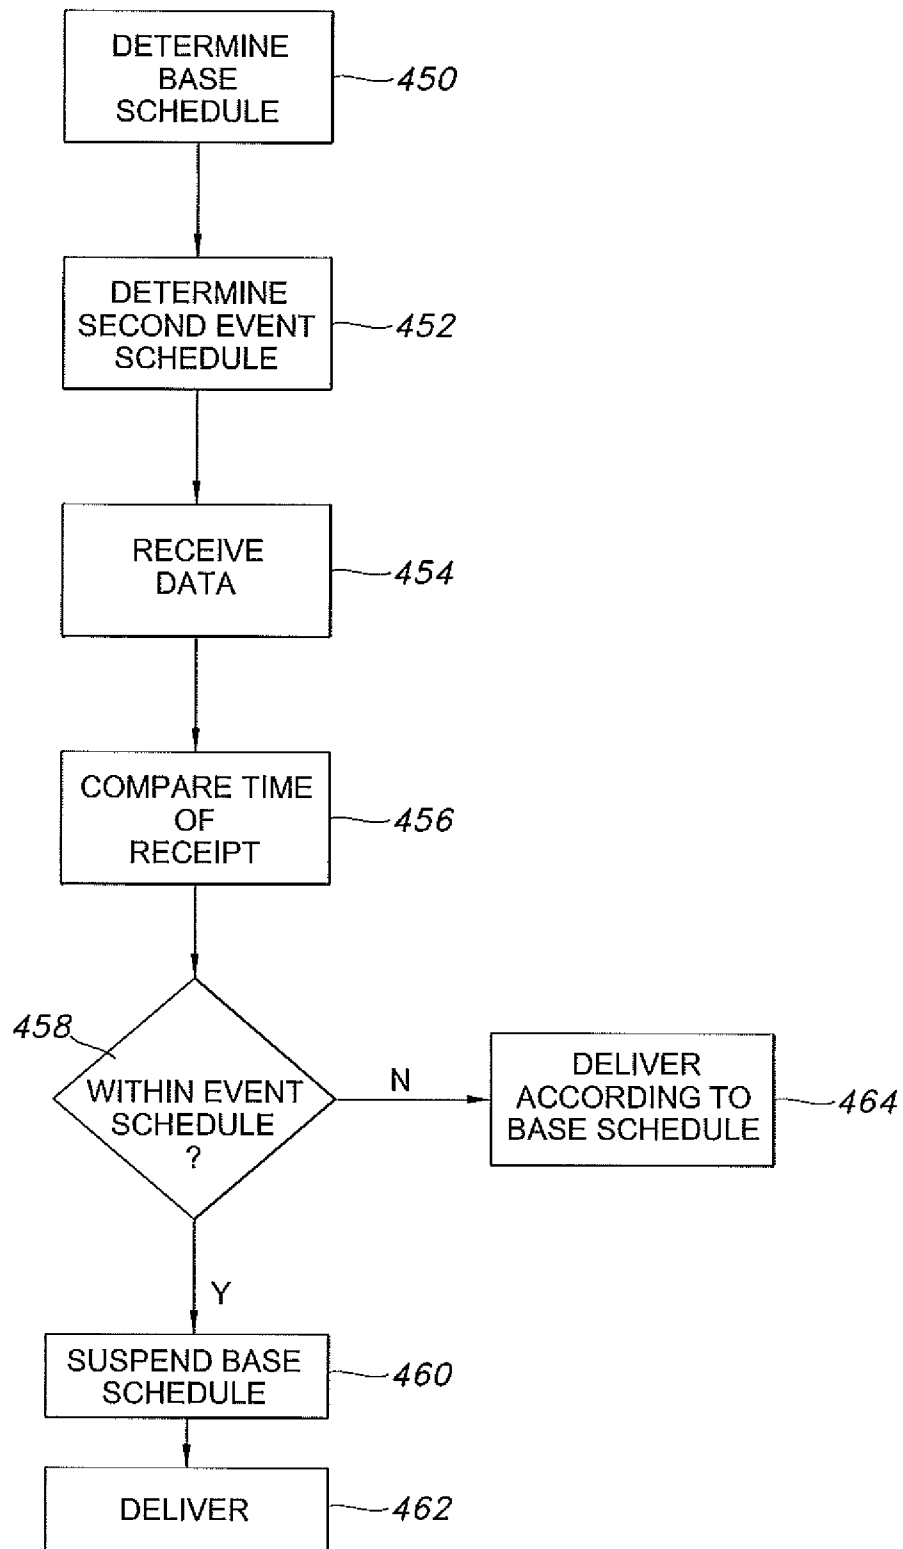 DETERMINE
BASE
SCHEDULE
450
DETERMINE
SECOND EVENT
SCHEDULE
452
RECEIVE
DATA
454
COMPARE TIME
OF
RECEIPT
456
458
WITHIN EVENT
SCHEDULE
?
N
DELIVER
ACCORDING TO
BASE SCHEDULE
464
Y
SUSPEND BASE
SCHEDULE
460
DELIVER
462